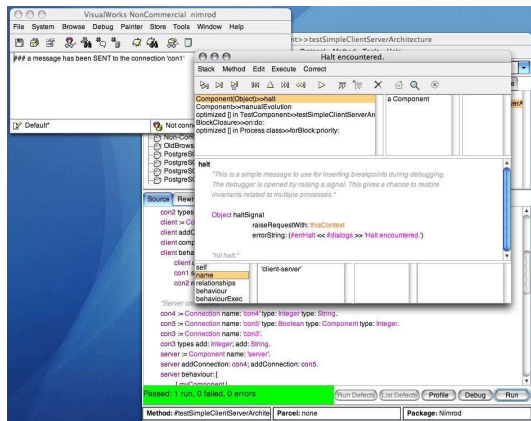 VisualWorks NonCommercial nimrod
File System Browse Debug Painter Store Tools Window Help
### a message has been SENT to the connection 'con1'
Default*
Not conne
nt>>testSimpleClientServerArchitecture
Halt encountered.
Stack Method Edit Execute Correct
Component(Object)>>halt
Component>>manualEvolution
optimized [] in TestComponent>>testSimpleClientServerAr
BlockClosure>>on:do:
optimized [] in Process class>>forBlock:priority:
a Component
Non-Com
OldBrows
PostgreSQ
PostgreSQ
PostgreSQ
halt
"This is a simple message to use for inserting breakpoints during debugging.
The debugger is opened by raising a signal. This gives a chance to restore
invariants related to multiple processes."
Object haltSignal
raiseRequestWith: thisContext
errorString: (#errHalt << #dialogs >> 'Halt encountered.')
"nil halt"
self
name
relationships
behaviour
behaviourExec
'client-server'
Source Rewr
con2 types
client := Co
client addC
client comp
client beha
client
con1 s
con2 r
"Server co
con4 := Connection name: 'con4' type: Integer type: String.
con5 := Connection name: 'con5' type: Boolean type: Component type: Integer.
con3 := Connection name: 'con3'.
con3 types add: Integer; add: String.
server := Component name: 'server'.
server addConnection: con4; addConnection: con5.
server behaviour: [
| myComponent |
Passed: 1 run, 0 failed, 0 errors
Run Defects List Defects Profile Debug Run
Method: #testSimpleClientServerArchite Parcel: none Package: Nimrod